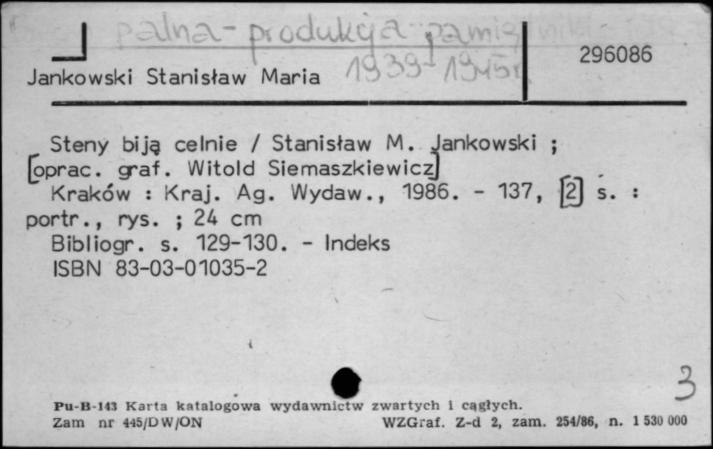 palna - produkcja pamię
1939-1945r
296086
Jankowski Stanisław Maria
Steny biją celnie / Stanisław M. Jankowski ;
[oprac. graf. Witold Siemaszkiewicz]
Kraków : Kraj. Ag. Wydaw., 1986. - 137, [2] s. :
portr., rys. ; 24 cm
Bibliogr. s. 129-130. - Indeks
ISBN 83-03-01035-2
3
Pu-B-143 Karta katalogowa wydawnictw zwartych i cągłych.
Zam nr 445/DW/ON WZGraf. Z-d 2, zam. 254/86, n. 1 530 000